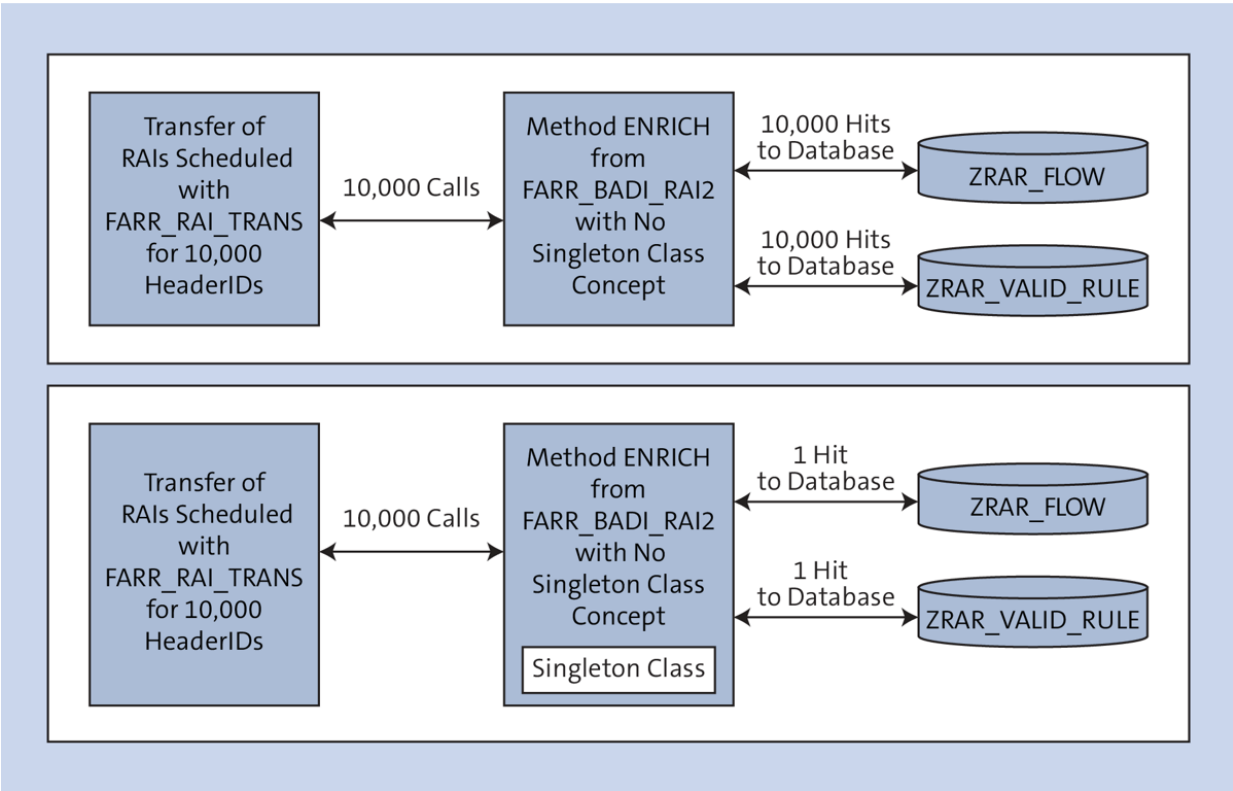 Transfer of
RAIs Scheduled
with
FARR_RAI_TRANS
for 10,000
HeaderIDs
10,000 Calls
Method ENRICH
from
FARR_BADI_RAI2
with No
Singleton Class
Concept
10,000 Hits
to Database
ZRAR_FLOW
10,000 Hits
to Database
ZRAR_VALID_RULE
Transfer of
RAIs Scheduled
with
FARR_RAI_TRANS
for 10,000
HeaderIDs
10,000 Calls
Method ENRICH
from
FARR_BADI_RAI2
with No
Singleton Class
Concept
Singleton Class
1 Hit
to Database
ZRAR_FLOW
1 Hit
to Database
ZRAR_VALID_RULE